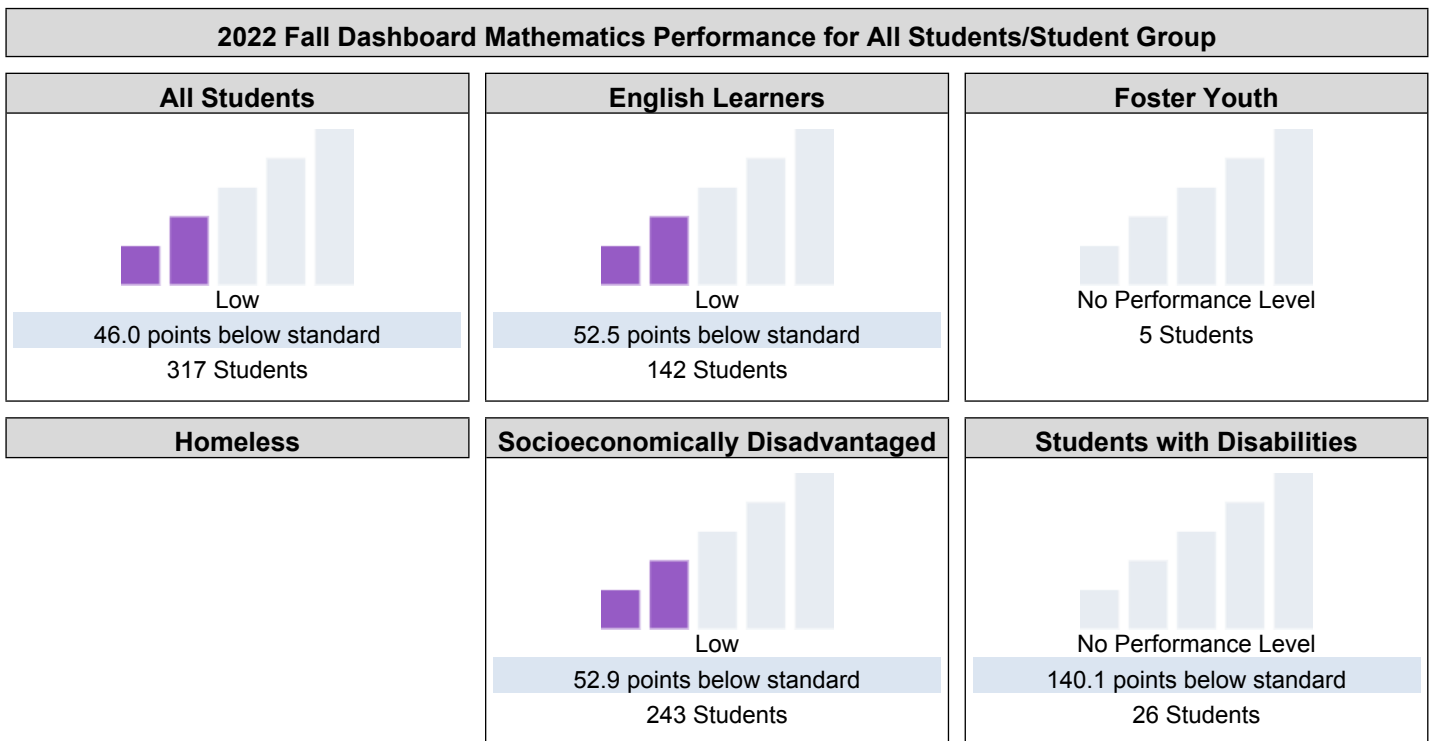 2022 Fall Dashboard Mathematics Performance for All Students/Student Group
All Students
Low
46.0 points below standard
317 Students
English Learners
Low
52.5 points below standard
142 Students
Foster Youth
No Performance Level
5 Students
Homeless
Socioeconomically Disadvantaged
Low
52.9 points below standard
243 Students
Students with Disabilities
No Performance Level
140.1 points below standard
26 Students